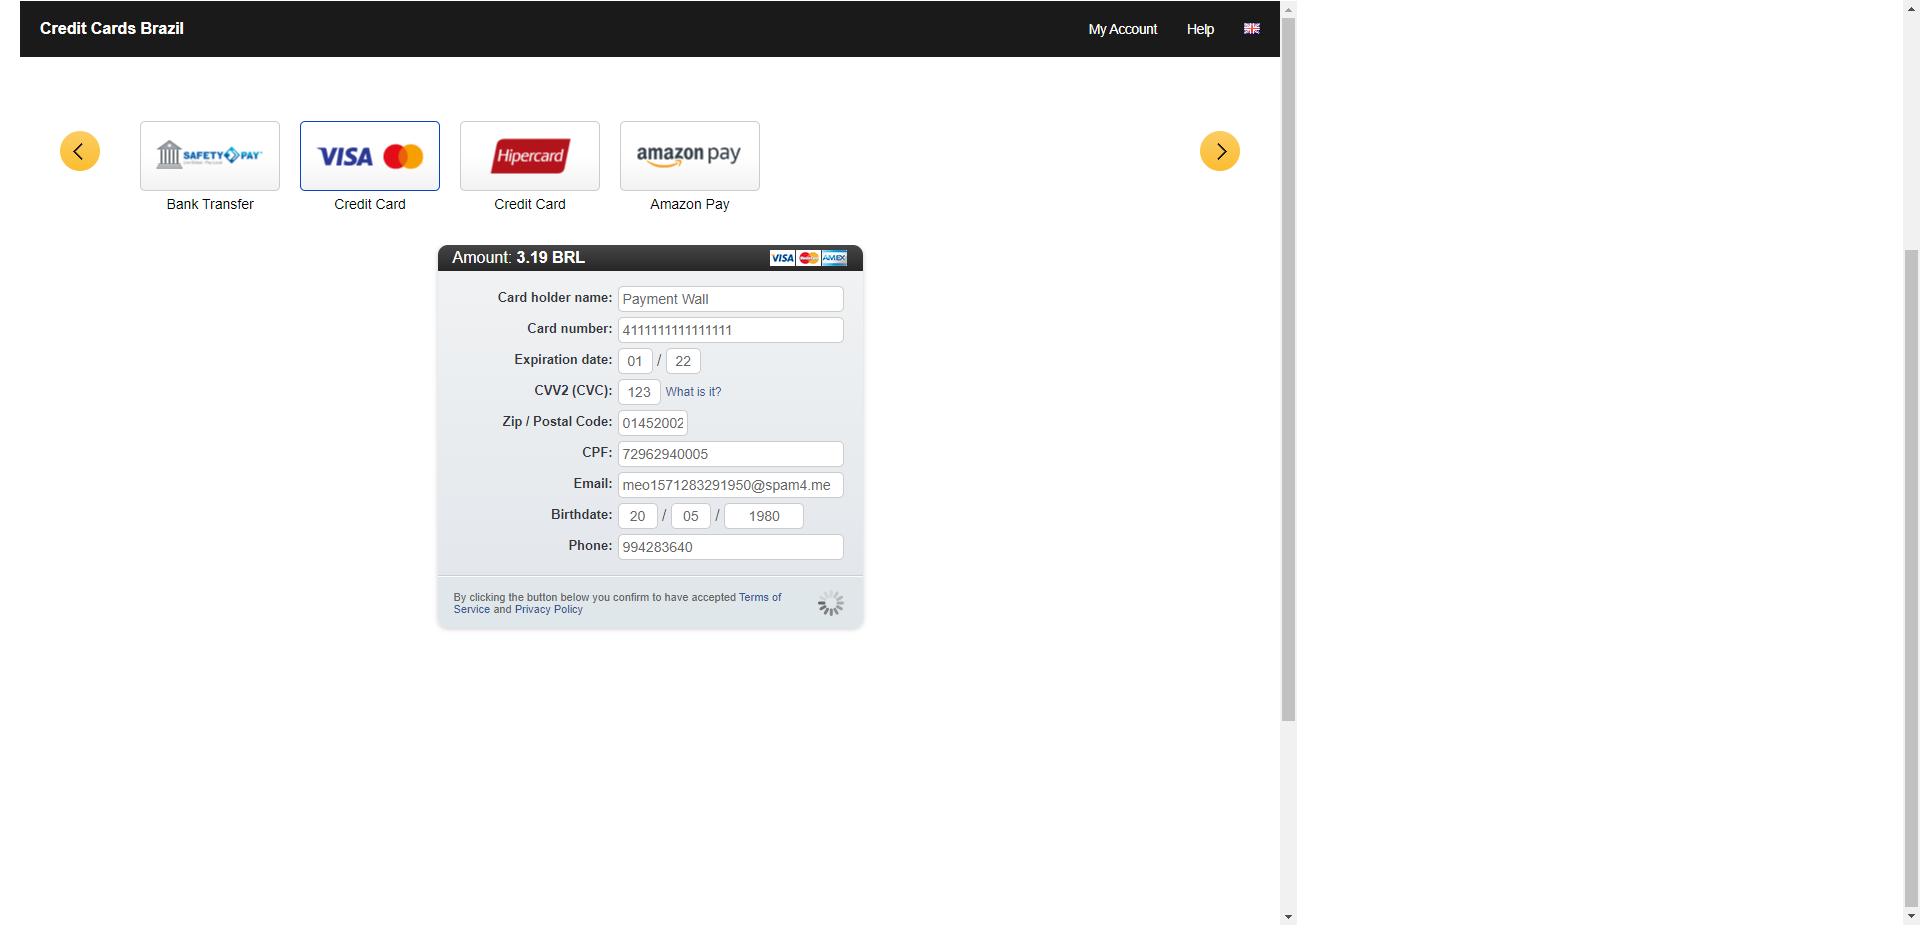 Credit Cards Brazil My Account Help
SAFETY PAY VISA Hipercard amazon pay
Bank Transfer Credit Card Credit Card Amazon Pay
Amount: 3.19 BRL VISA MasterCard AMEX
Card holder name: Payment Wall
Card number: 4111111111111111
Expiration date: 01 / 22
CVV2 (CVC): 123 What is it?
Zip / Postal Code: 01452002
CPF: 72962940005
Email: meo1571283291950@spam4.me
Birthdate: 20 / 05 / 1980
Phone: 994283640
By clicking the button below you confirm to have accepted Terms of
Service and Privacy Policy